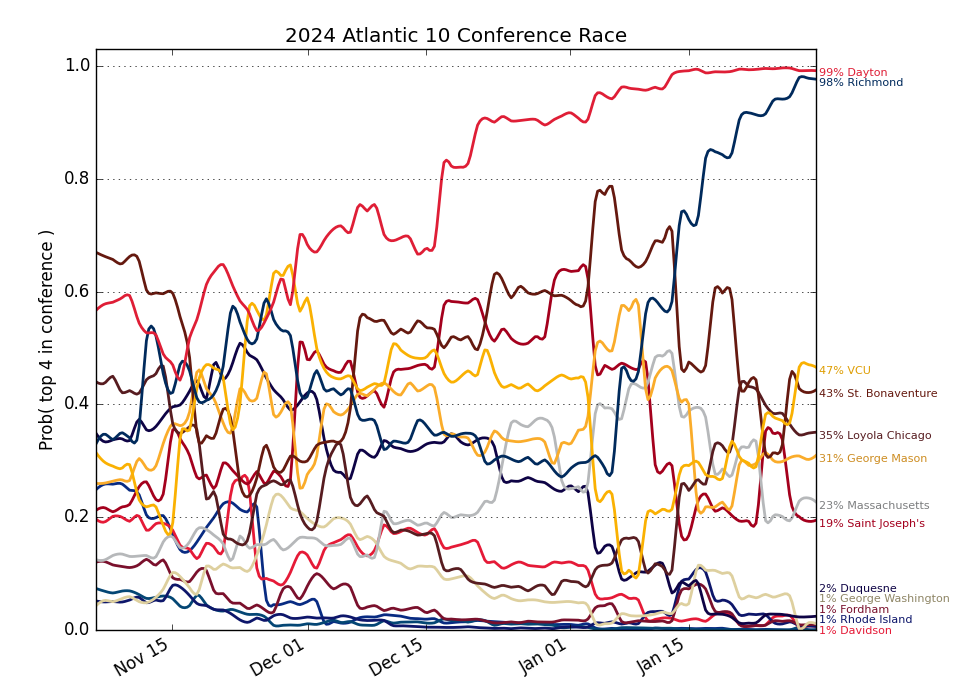 2024 Atlantic 10 Conference Race
Prob( top 4 in conference )
1.0
0.8
0.6
0.4
0.2
0.0
Nov 15
Dec 01
Dec 15
Jan 01
Jan 15
99% Dayton
98% Richmond
47% VCU
43% St. Bonaventure
35% Loyola Chicago
31% George Mason
23% Massachusetts
19% Saint Joseph's
2% Duquesne
1% George Washington
1% Fordham
1% Rhode Island
1% Davidson